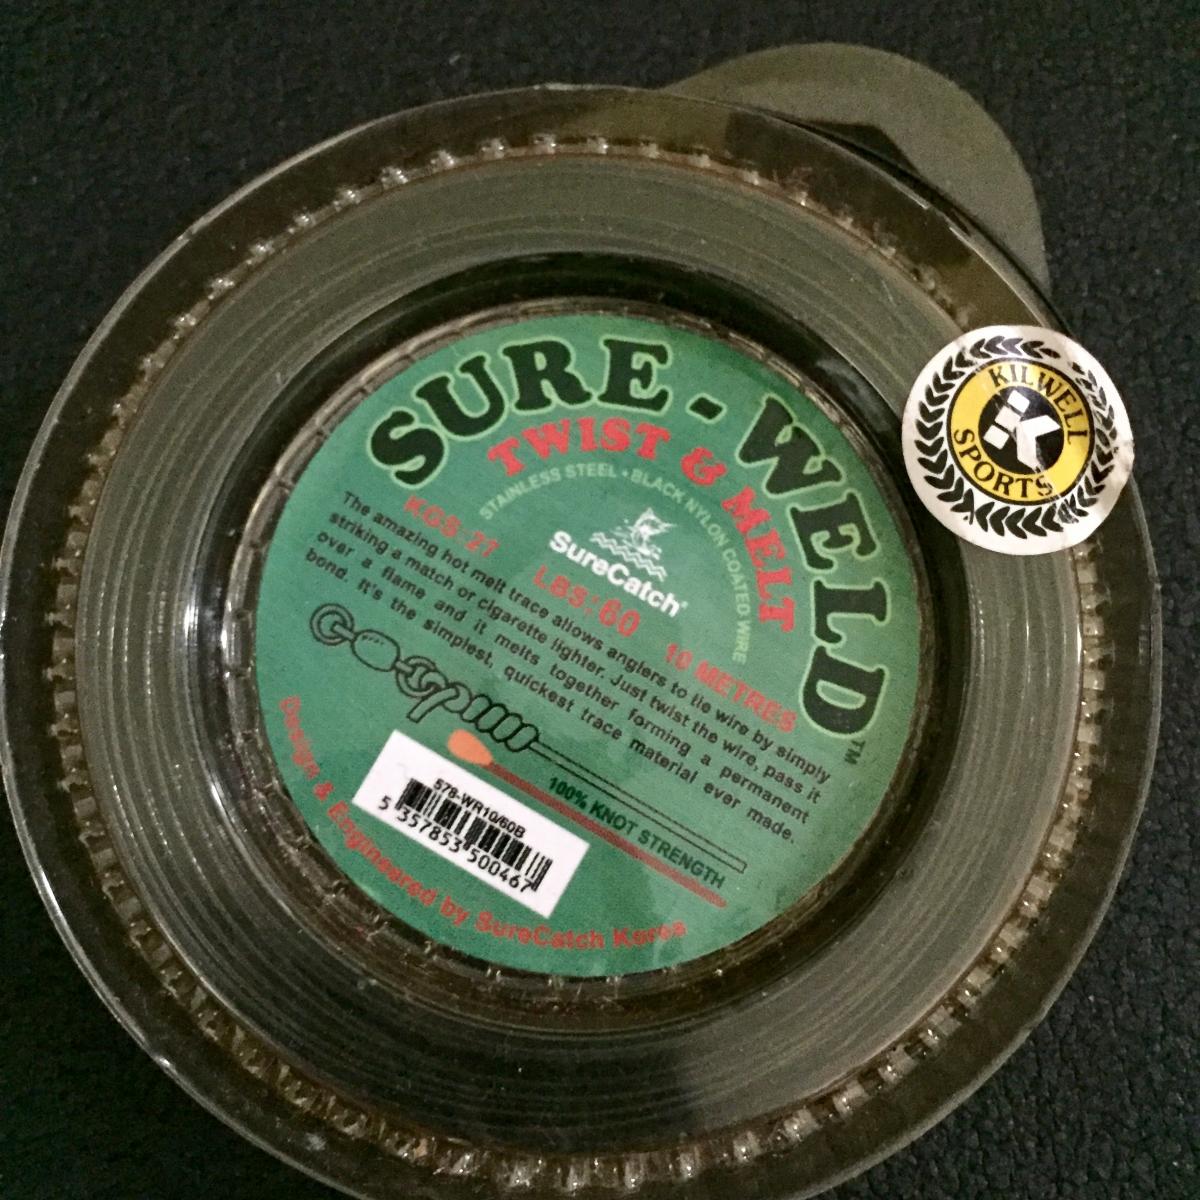 SURE-WELD™
TWIST & MELT
STAINLESS STEEL • BLACK NYLON COATED WIRE
SureCatch®
KGS:27 LBS:60 10 METRES
The amazing hot melt trace allows anglers to tie wire by simply
striking a match or cigarette lighter. Just twist the wire, pass it
over a flame and it melts together forming a permanent
bond. It's the simplest, quickest trace material ever made.
100% KNOT STRENGTH
578-WR10/60B
5 357853 500467
Design & Engineered by SureCatch Korea
KILWELL
SPORTS